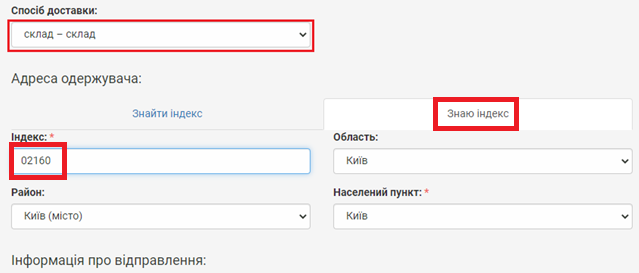 Спосіб доставки:
склад – склад
Адреса одержувача:
Знайти індекс
Знаю індекс
Індекс: *
Область:
02160
Київ
Район:
Населений пункт: *
Київ (місто)
Київ
Інформація про відправлення: